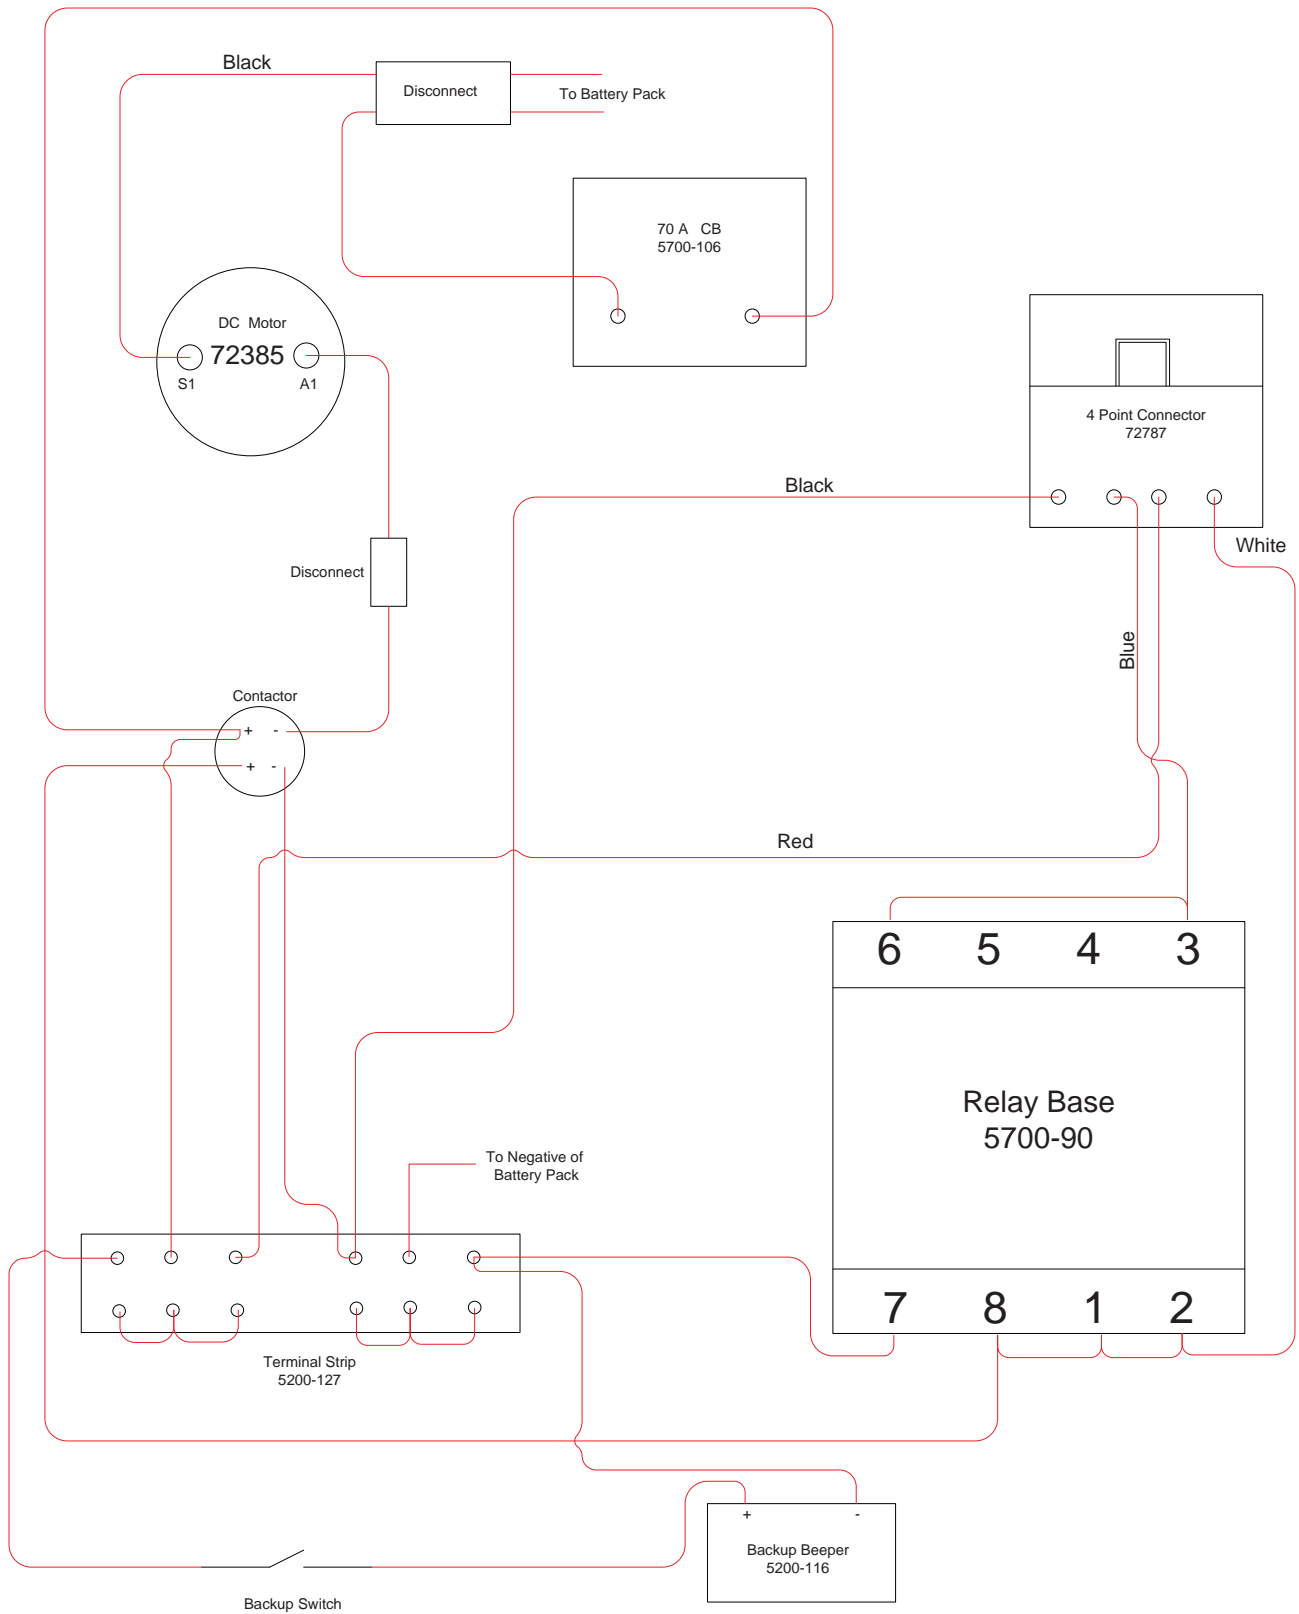 Black
Disconnect
To Battery Pack
70 A CB
5700-106
DC Motor
72385
S1
A1
4 Point Connector
72787
Black
White
Disconnect
Blue
Contactor
+ -
+ -
Red
6 5 4 3
Relay Base
5700-90
To Negative of
Battery Pack
7 8 1 2
Terminal Strip
5200-127
+ -
Backup Beeper
5200-116
Backup Switch